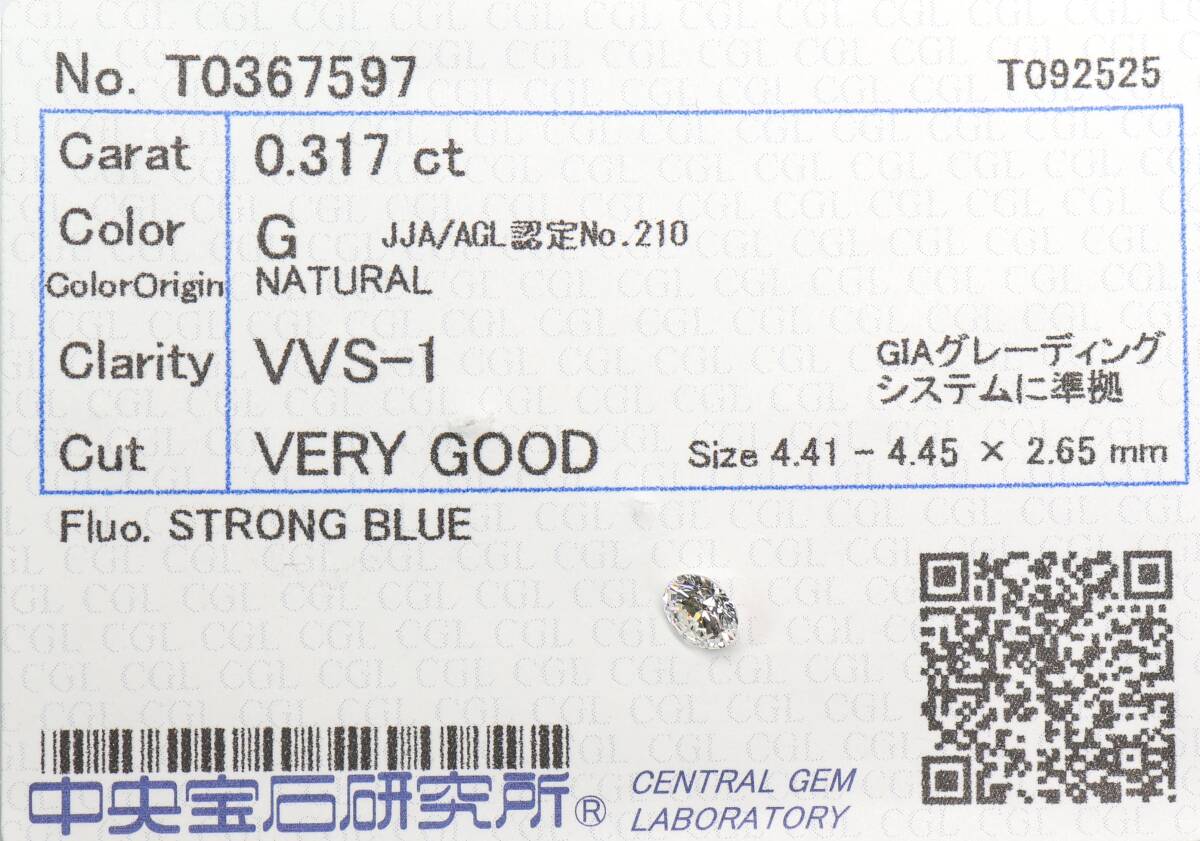 No. T0367597
T092525
Carat 0.317 ct
Color G JJA/AGL認定No.210
ColorOrigin NATURAL
Clarity VVS-1
GIAグレーディング
システムに準拠
Cut VERY GOOD Size 4.41 - 4.45 × 2.65 mm
Fluo. STRONG BLUE
中央宝石研究所®
CENTRAL GEM
LABORATORY